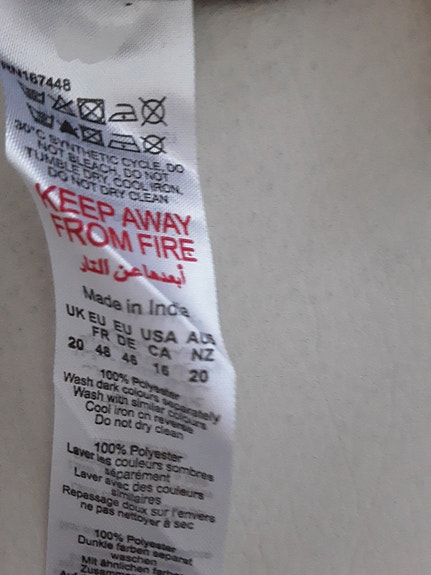 RN167448
30°C SYNTHETIC CYCLE, DO
NOT BLEACH, DO NOT
TUMBLE DRY, COOL IRON,
DO NOT DRY CLEAN
KEEP AWAY
FROM FIRE
أبعدها عن النار
Made in India
UK EU EU USA AUS
FR DE CA NZ
20 48 46 16 20
100% Polyester
Wash dark colours separately
Wash with similar colours
Cool iron on reverse
Do not dry clean
100% Polyester
Laver les couleurs sombres
séparément
Laver avec des couleurs
similaires
Repassage doux sur l'envers
ne pas nettoyer à sec
100% Polyester
Dunkle farben separat
waschen
Mit ähnlichen farben